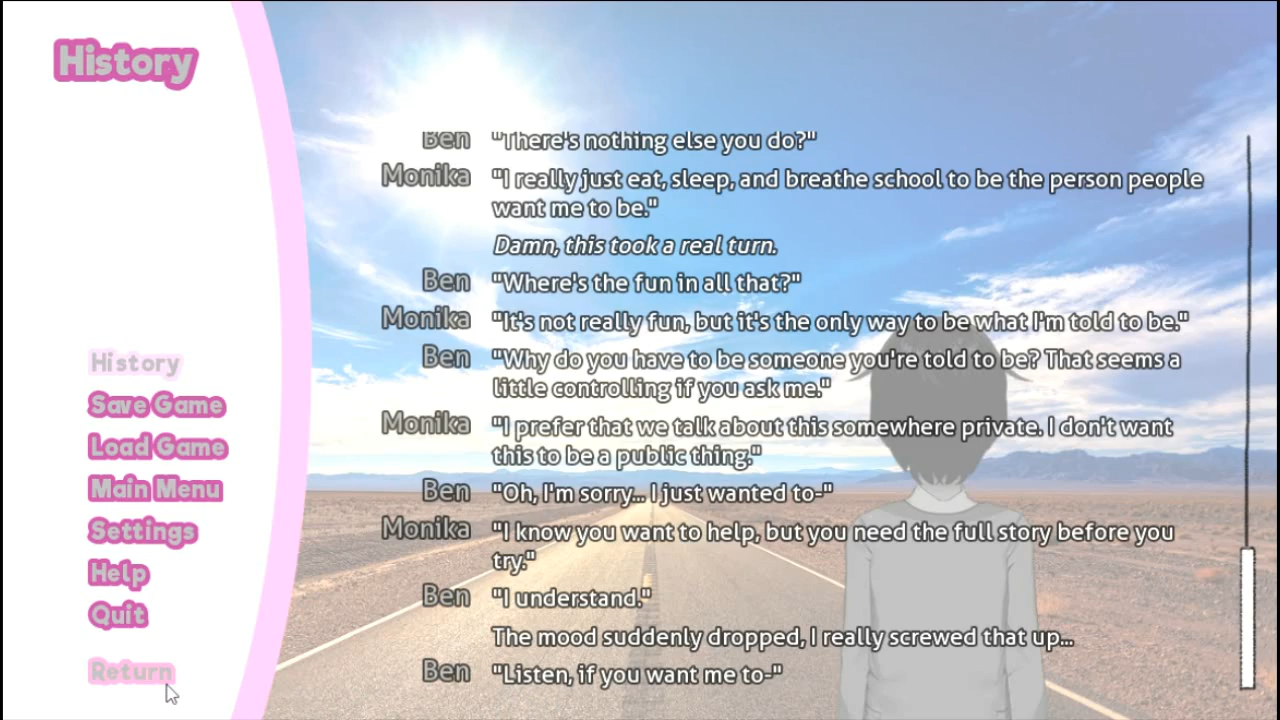 History
Ben "There's nothing else you do?"
Monika "I really just eat, sleep, and breathe school to be the person people
want me to be."
Damn, this took a real turn.
Ben "Where's the fun in all that?"
Monika "It's not really fun, but it's the only way to be what I'm told to be."
Ben "Why do you have to be someone you're told to be? That seems a
little controlling if you ask me."
Monika "I prefer that we talk about this somewhere private. I don't want
this to be a public thing."
Ben "Oh, I'm sorry... I just wanted to-"
Monika "I know you want to help, but you need the full story before you
try."
Ben "I understand."
The mood suddenly dropped, I really screwed that up...
Ben "Listen, if you want me to-"
History
Save Game
Load Game
Main Menu
Settings
Help
Quit
Return